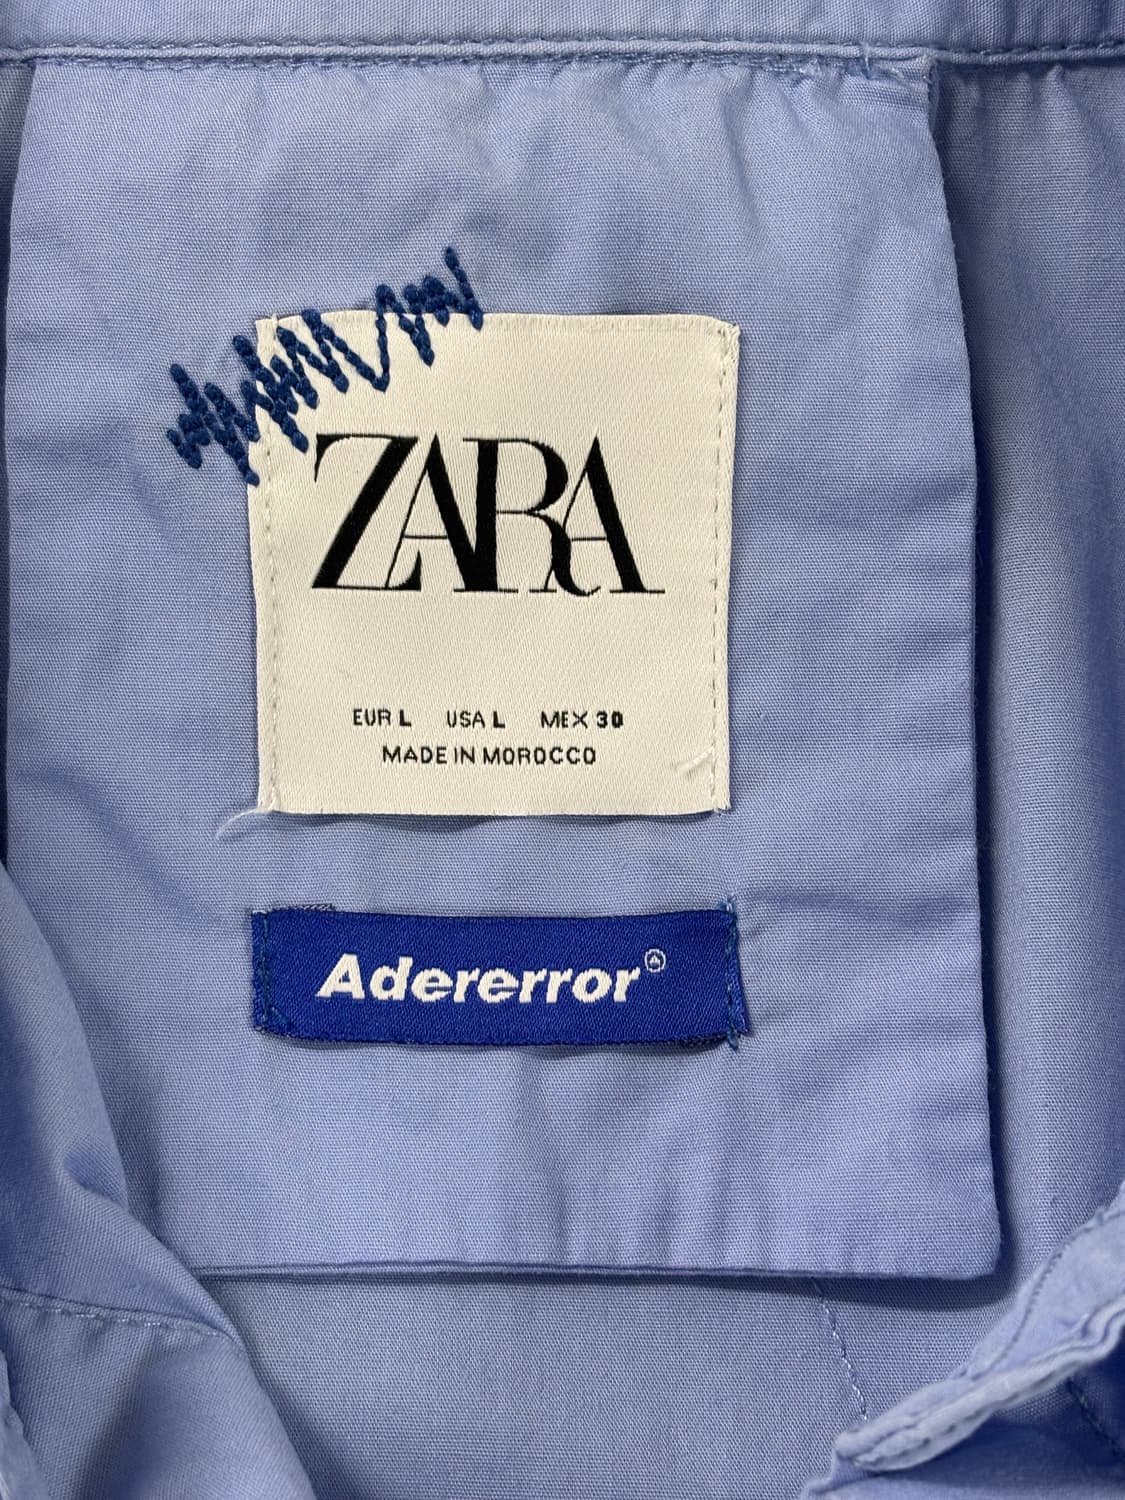 ZARA
EUR L USA L MEX 30
MADE IN MOROCCO
Adererror